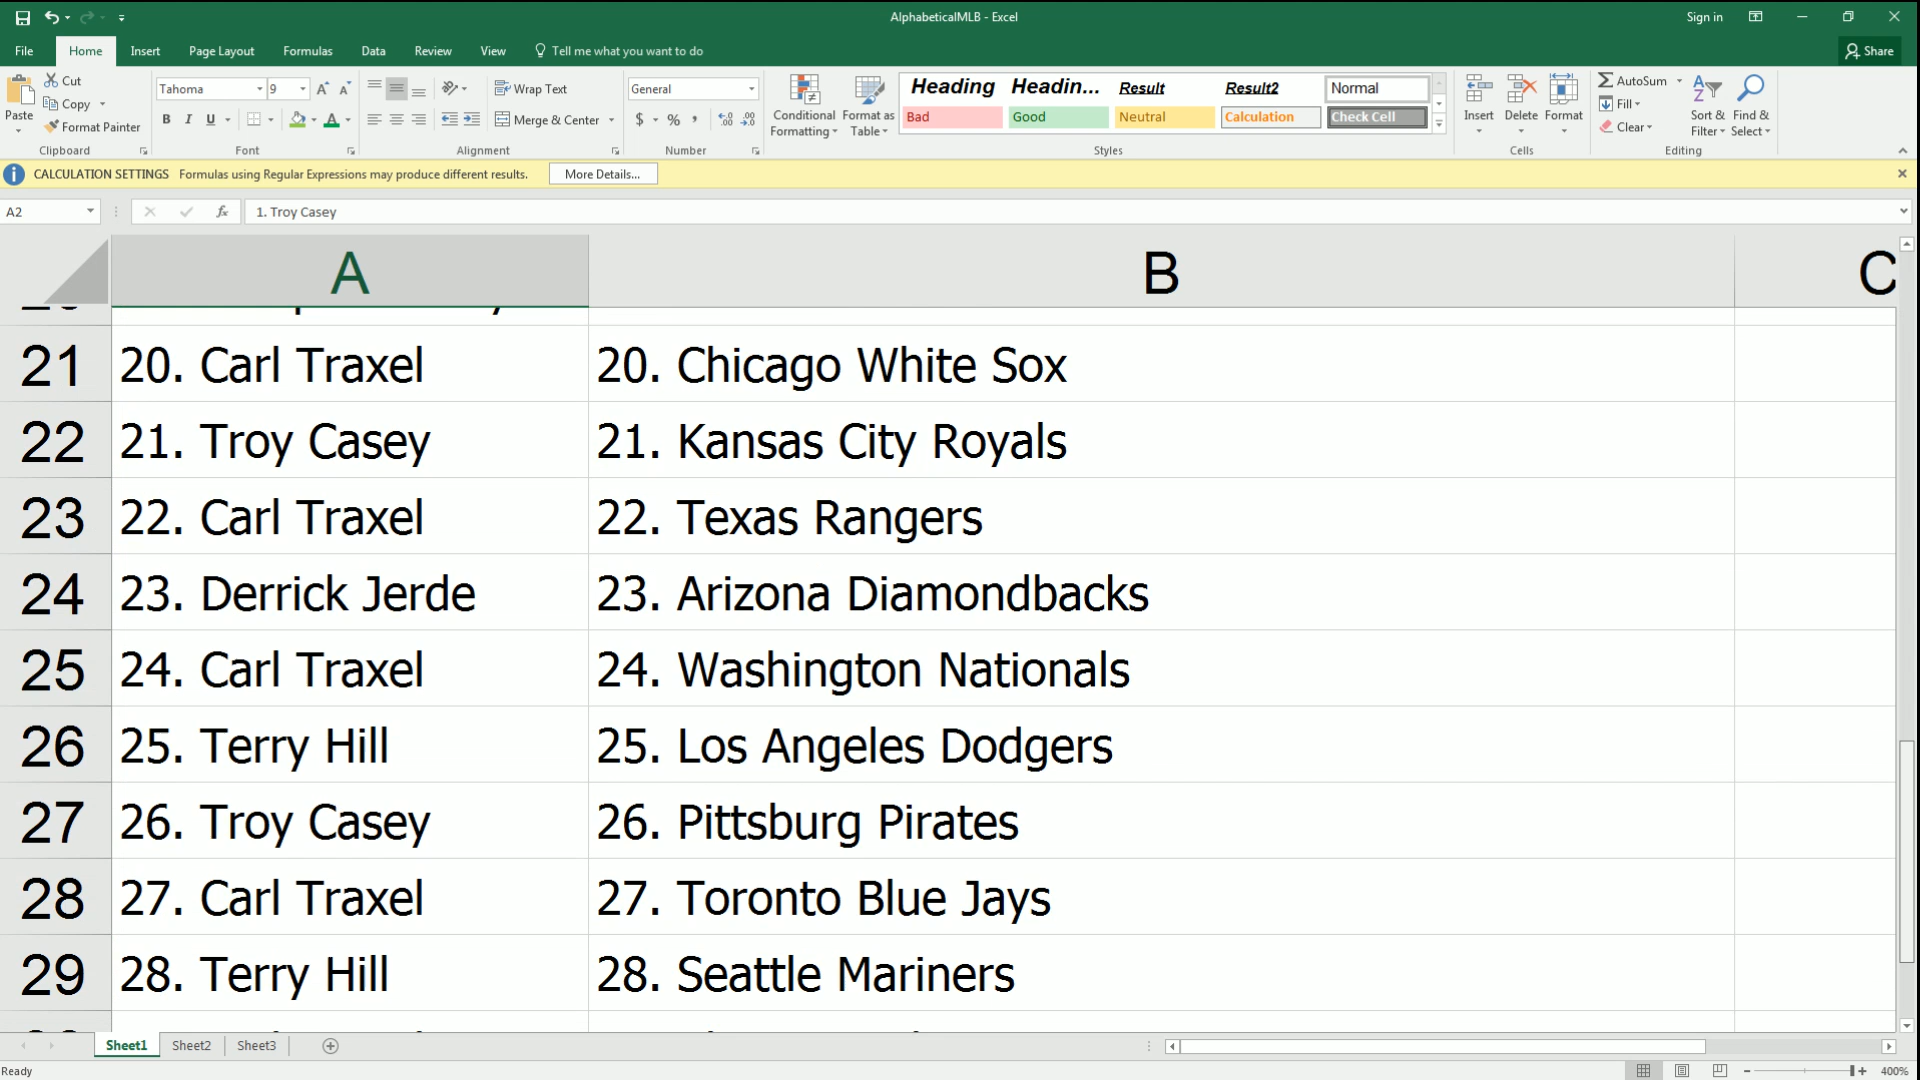 AlphabeticalMLB - Excel
Sign in
File Home Insert Page Layout Formulas Data Review View Tell me what you want to do
Share
Paste
Cut
Copy
Format Painter
Clipboard
Tahoma 9
B I U
Font
Wrap Text
Merge & Center
Alignment
General
$ % ,
Number
Conditional Formatting
Format as Table
Heading Headin... Result Result2 Normal
Bad Good Neutral Calculation Check Cell
Styles
Insert Delete Format
Cells
AutoSum
Fill
Clear
Sort & Filter
Find & Select
Editing
CALCULATION SETTINGS Formulas using Regular Expressions may produce different results. More Details...
A2 fx 1. Troy Casey
A B C
21 20. Carl Traxel 20. Chicago White Sox
22 21. Troy Casey 21. Kansas City Royals
23 22. Carl Traxel 22. Texas Rangers
24 23. Derrick Jerde 23. Arizona Diamondbacks
25 24. Carl Traxel 24. Washington Nationals
26 25. Terry Hill 25. Los Angeles Dodgers
27 26. Troy Casey 26. Pittsburg Pirates
28 27. Carl Traxel 27. Toronto Blue Jays
29 28. Terry Hill 28. Seattle Mariners
Sheet1 Sheet2 Sheet3
Ready
400%